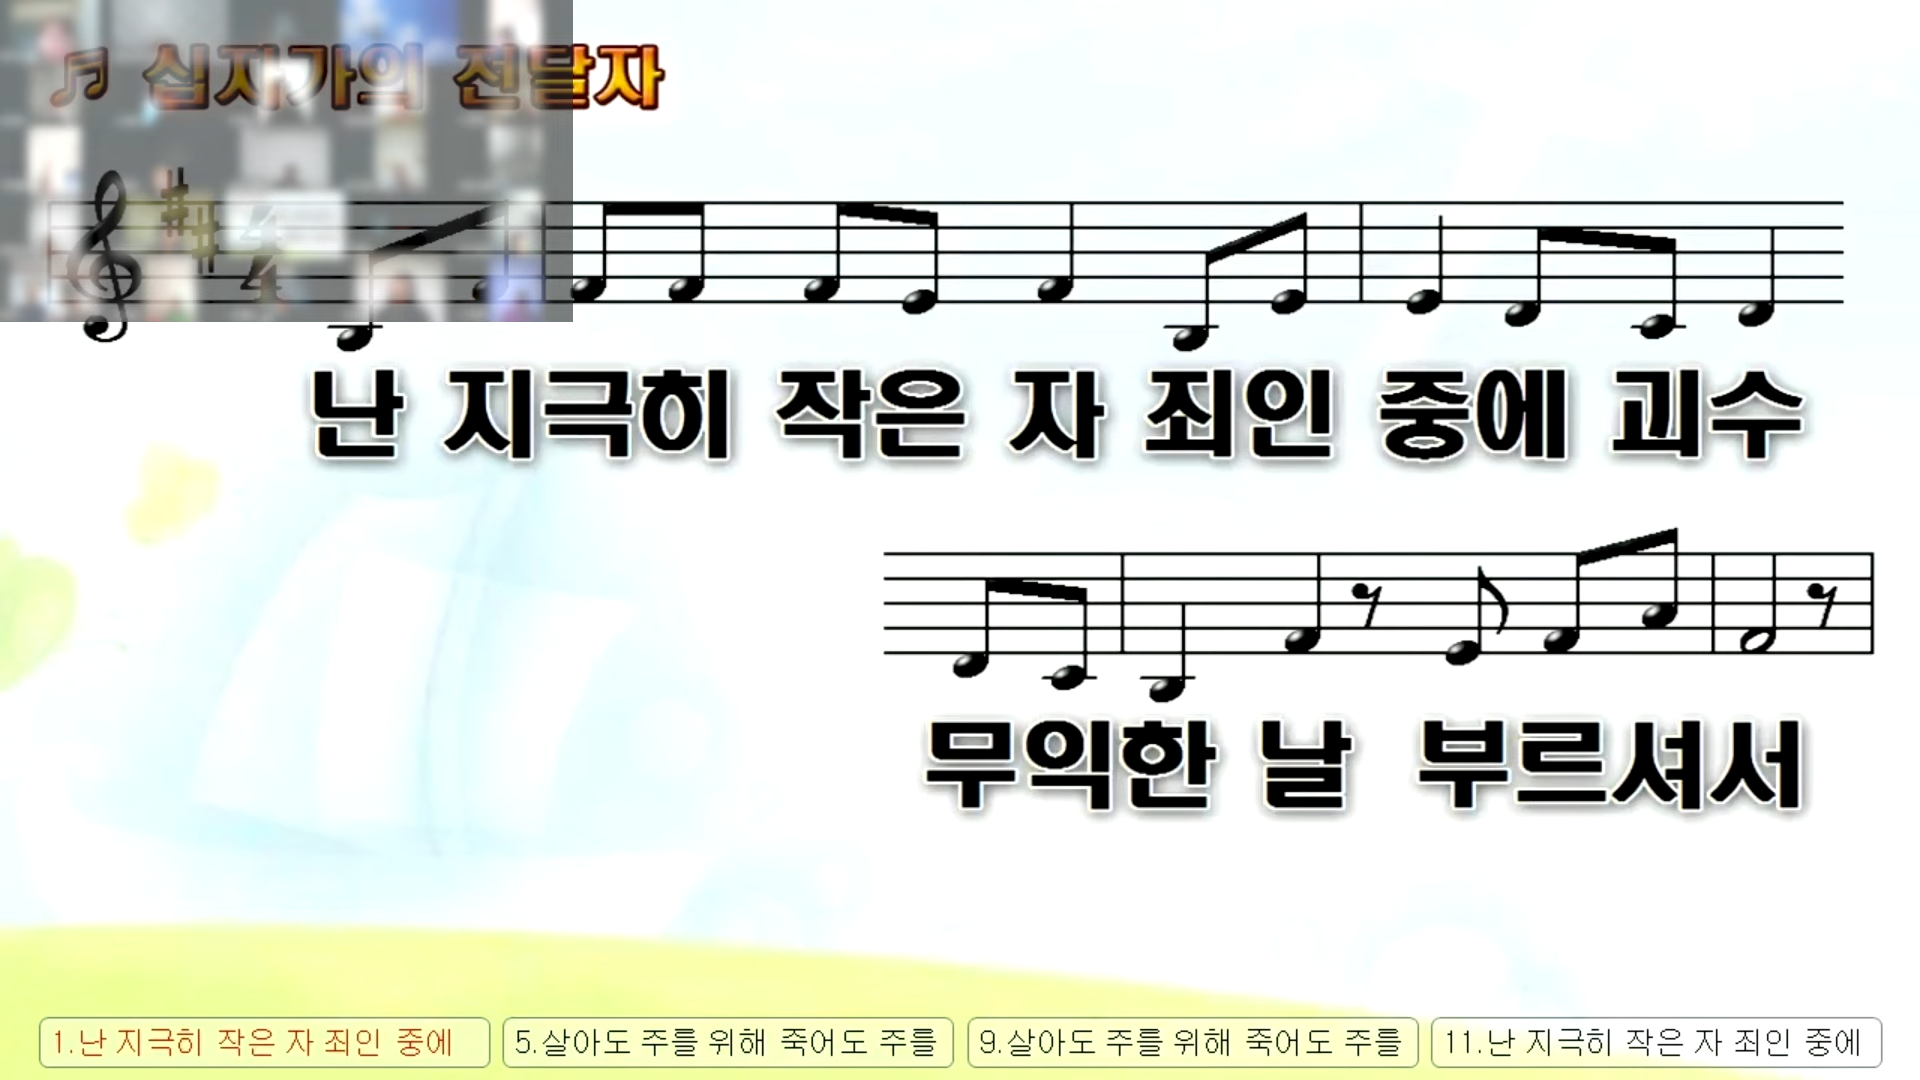 십자가의 전달자
4
4
난 지극히 작은 자 죄인 중에 괴수
무익한 날 부르셔서
1.난 지극히 작은 자 죄인 중에
5.살아도 주를 위해 죽어도 주를
9.살아도 주를 위해 죽어도 주를
11.난 지극히 작은 자 죄인 중에